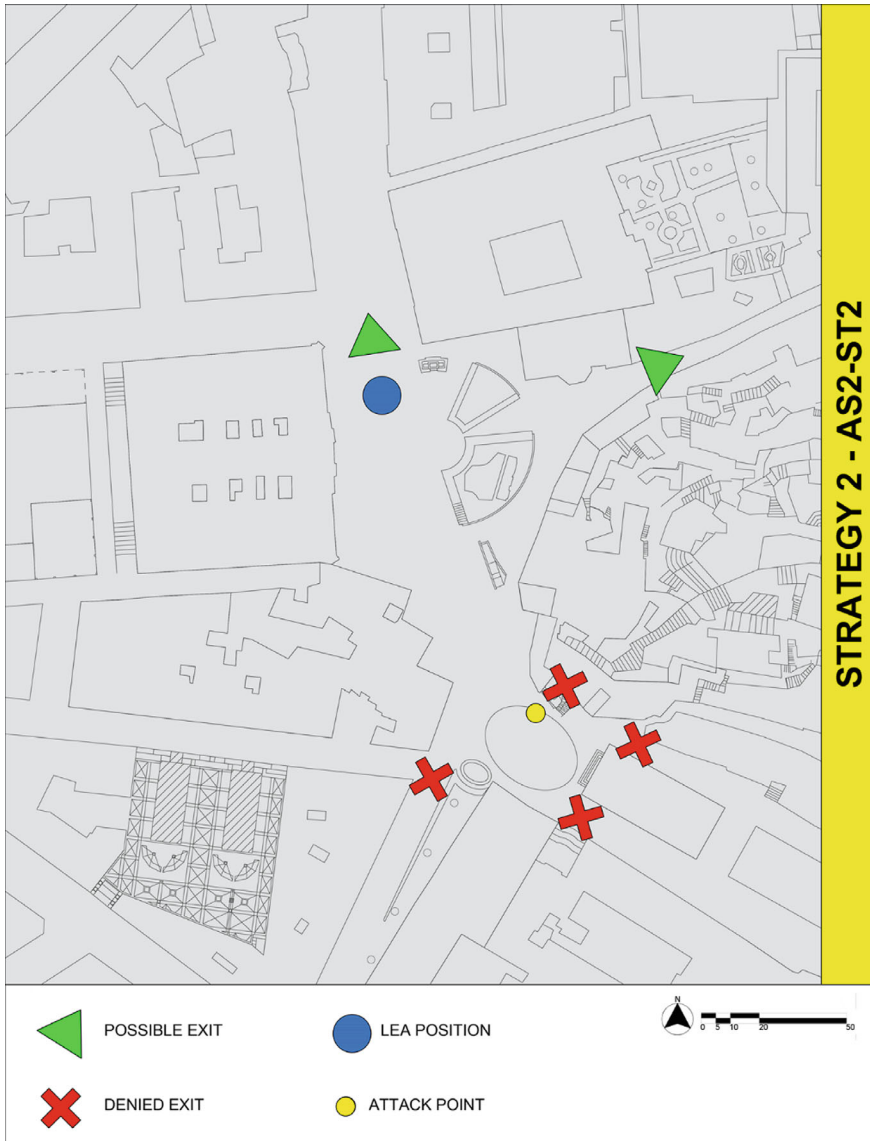 STRATEGY 2 - AS2-ST2
POSSIBLE EXIT
LEA POSITION
N
0 5 10 20 50
DENIED EXIT
ATTACK POINT